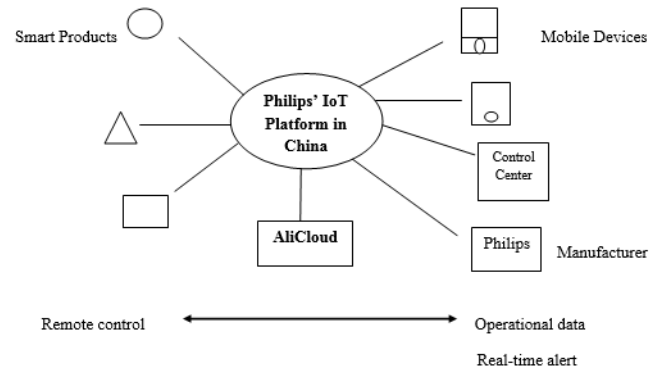 Smart Products
Mobile Devices
Philips’ IoT
Platform in
China
Control
Center
AliCloud
Philips
Manufacturer
Remote control
Operational data
Real-time alert